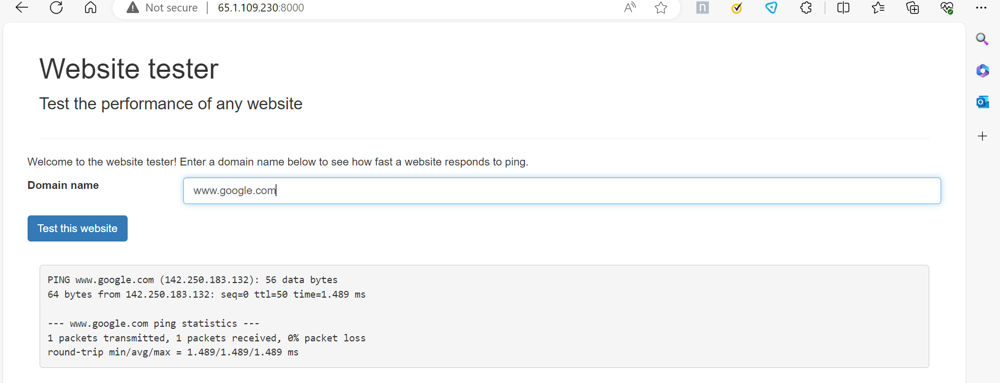 Not secure
65.1.109.230:8000
Website tester
Test the performance of any website
Welcome to the website tester! Enter a domain name below to see how fast a website responds to ping.
Domain name
www.google.com
Test this website
PING www.google.com (142.250.183.132): 56 data bytes
64 bytes from 142.250.183.132: seq=0 ttl=50 time=1.489 ms
--- www.google.com ping statistics ---
1 packets transmitted, 1 packets received, 0% packet loss
round-trip min/avg/max = 1.489/1.489/1.489 ms